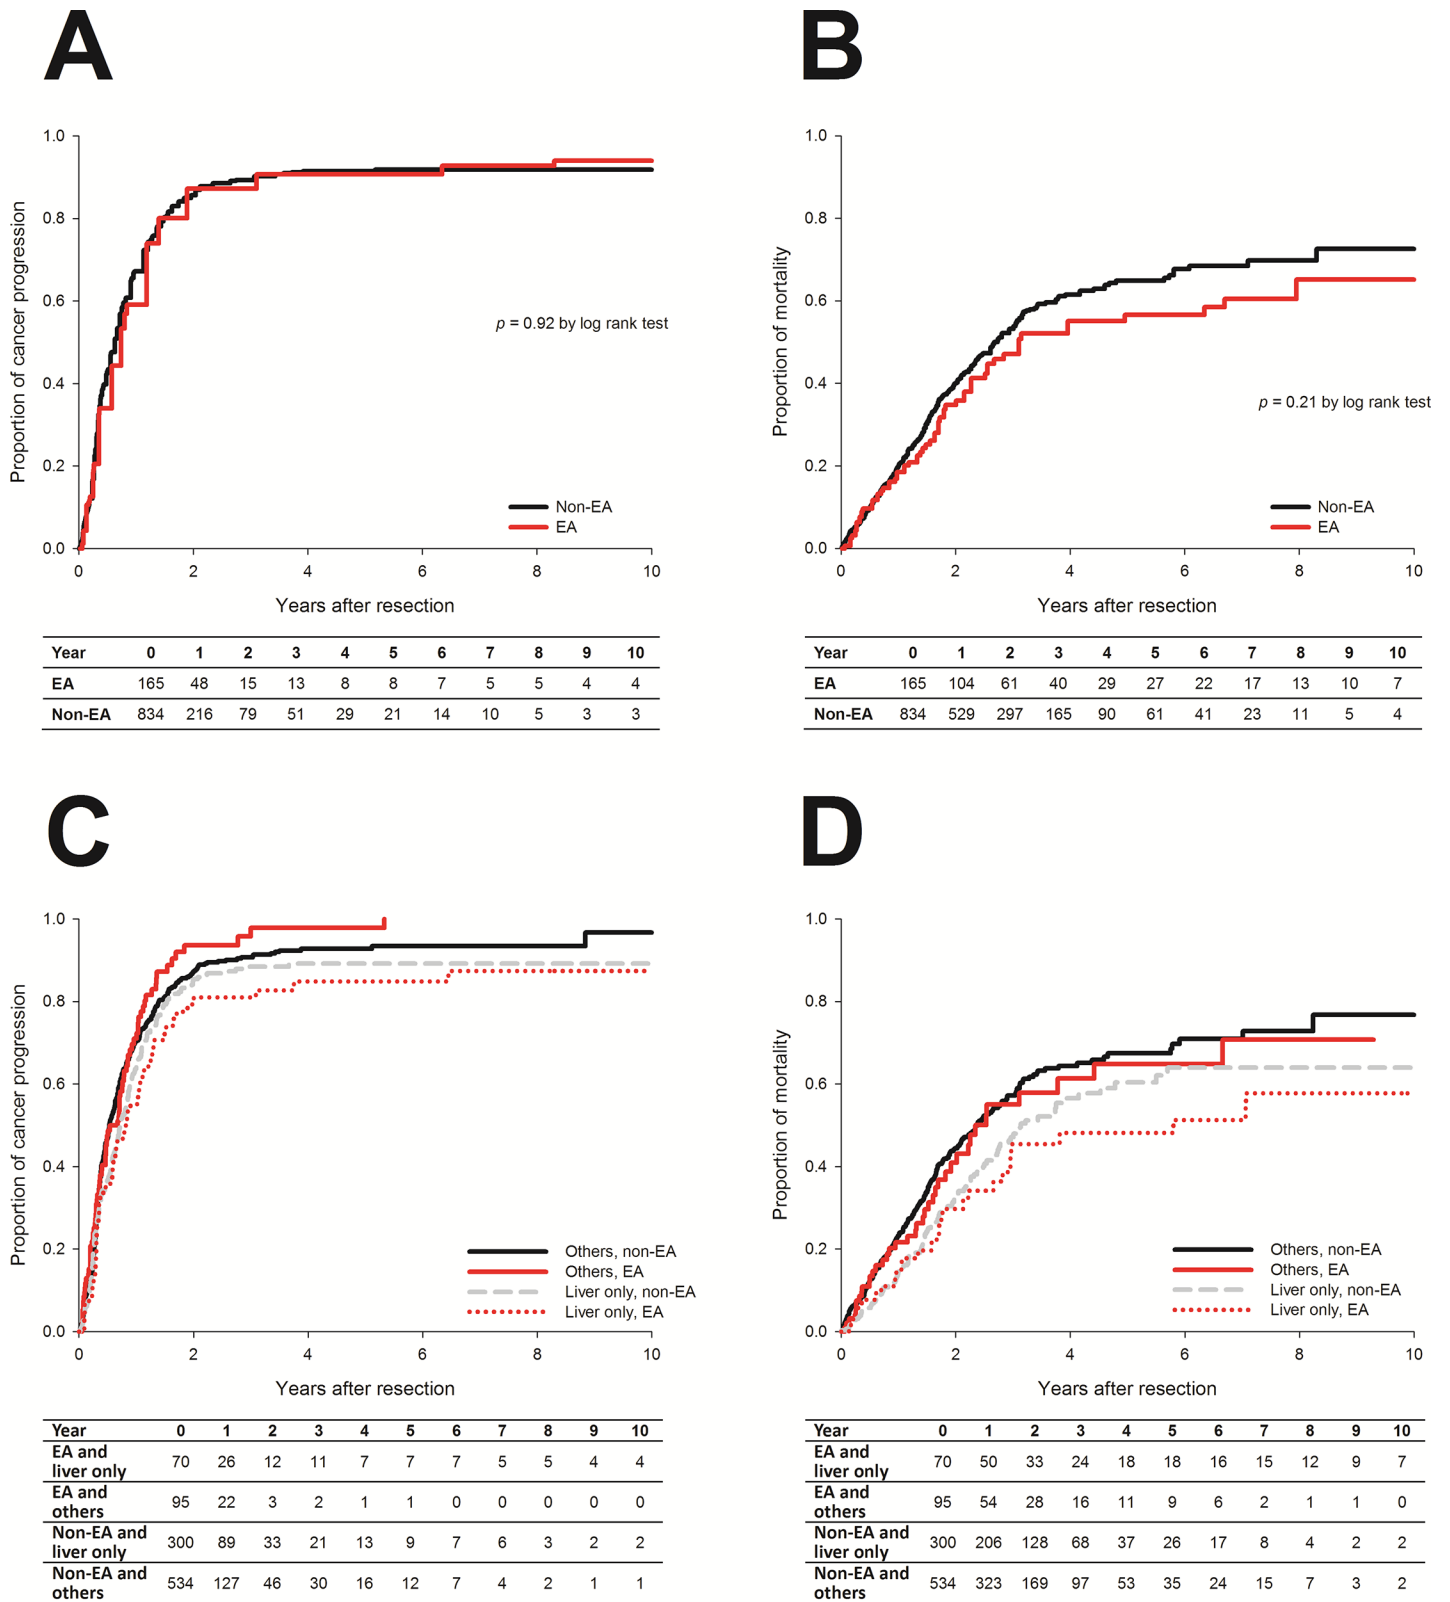 A
B
1.0
0.8
0.6
0.4
0.2
0.0
Proportion of cancer progression
p = 0.92 by log rank test
Non-EA
EA
0 2 4 6 8 10
Years after resection
1.0
0.8
0.6
0.4
0.2
0.0
Proportion of mortality
p = 0.21 by log rank test
Non-EA
EA
0 2 4 6 8 10
Years after resection
Year 0 1 2 3 4 5 6 7 8 9 10
EA 165 48 15 13 8 8 7 5 5 4 4
Non-EA 834 216 79 51 29 21 14 10 5 3 3
Year 0 1 2 3 4 5 6 7 8 9 10
EA 165 104 61 40 29 27 22 17 13 10 7
Non-EA 834 529 297 165 90 61 41 23 11 5 4
C
D
1.0
0.8
0.6
0.4
0.2
0.0
Proportion of cancer progression
Others, non-EA
Others, EA
Liver only, non-EA
Liver only, EA
0 2 4 6 8 10
Years after resection
1.0
0.8
0.6
0.4
0.2
0.0
Proportion of mortality
Others, non-EA
Others, EA
Liver only, non-EA
Liver only, EA
0 2 4 6 8 10
Years after resection
Year 0 1 2 3 4 5 6 7 8 9 10
EA and
liver only 70 26 12 11 7 7 7 5 5 4 4
EA and
others 95 22 3 2 1 1 0 0 0 0 0
Non-EA and
liver only 300 89 33 21 13 9 7 6 3 2 2
Non-EA and
others 534 127 46 30 16 12 7 4 2 1 1
Year 0 1 2 3 4 5 6 7 8 9 10
EA and
liver only 70 50 33 24 18 18 16 15 12 9 7
EA and
others 95 54 28 16 11 9 6 2 1 1 0
Non-EA and
liver only 300 206 128 68 37 26 17 8 4 2 2
Non-EA and
others 534 323 169 97 53 35 24 15 7 3 2